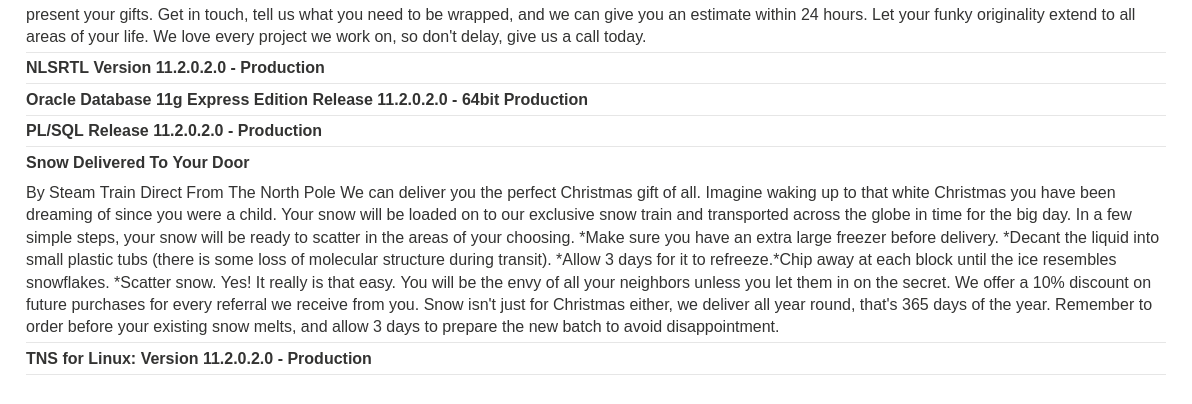 present your gifts. Get in touch, tell us what you need to be wrapped, and we can give you an estimate within 24 hours. Let your funky originality extend to all
areas of your life. We love every project we work on, so don't delay, give us a call today.
NLSRTL Version 11.2.0.2.0 - Production
Oracle Database 11g Express Edition Release 11.2.0.2.0 - 64bit Production
PL/SQL Release 11.2.0.2.0 - Production
Snow Delivered To Your Door
By Steam Train Direct From The North Pole We can deliver you the perfect Christmas gift of all. Imagine waking up to that white Christmas you have been
dreaming of since you were a child. Your snow will be loaded on to our exclusive snow train and transported across the globe in time for the big day. In a few
simple steps, your snow will be ready to scatter in the areas of your choosing. *Make sure you have an extra large freezer before delivery. *Decant the liquid into
small plastic tubs (there is some loss of molecular structure during transit). *Allow 3 days for it to refreeze.*Chip away at each block until the ice resembles
snowflakes. *Scatter snow. Yes! It really is that easy. You will be the envy of all your neighbors unless you let them in on the secret. We offer a 10% discount on
future purchases for every referral we receive from you. Snow isn't just for Christmas either, we deliver all year round, that's 365 days of the year. Remember to
order before your existing snow melts, and allow 3 days to prepare the new batch to avoid disappointment.
TNS for Linux: Version 11.2.0.2.0 - Production